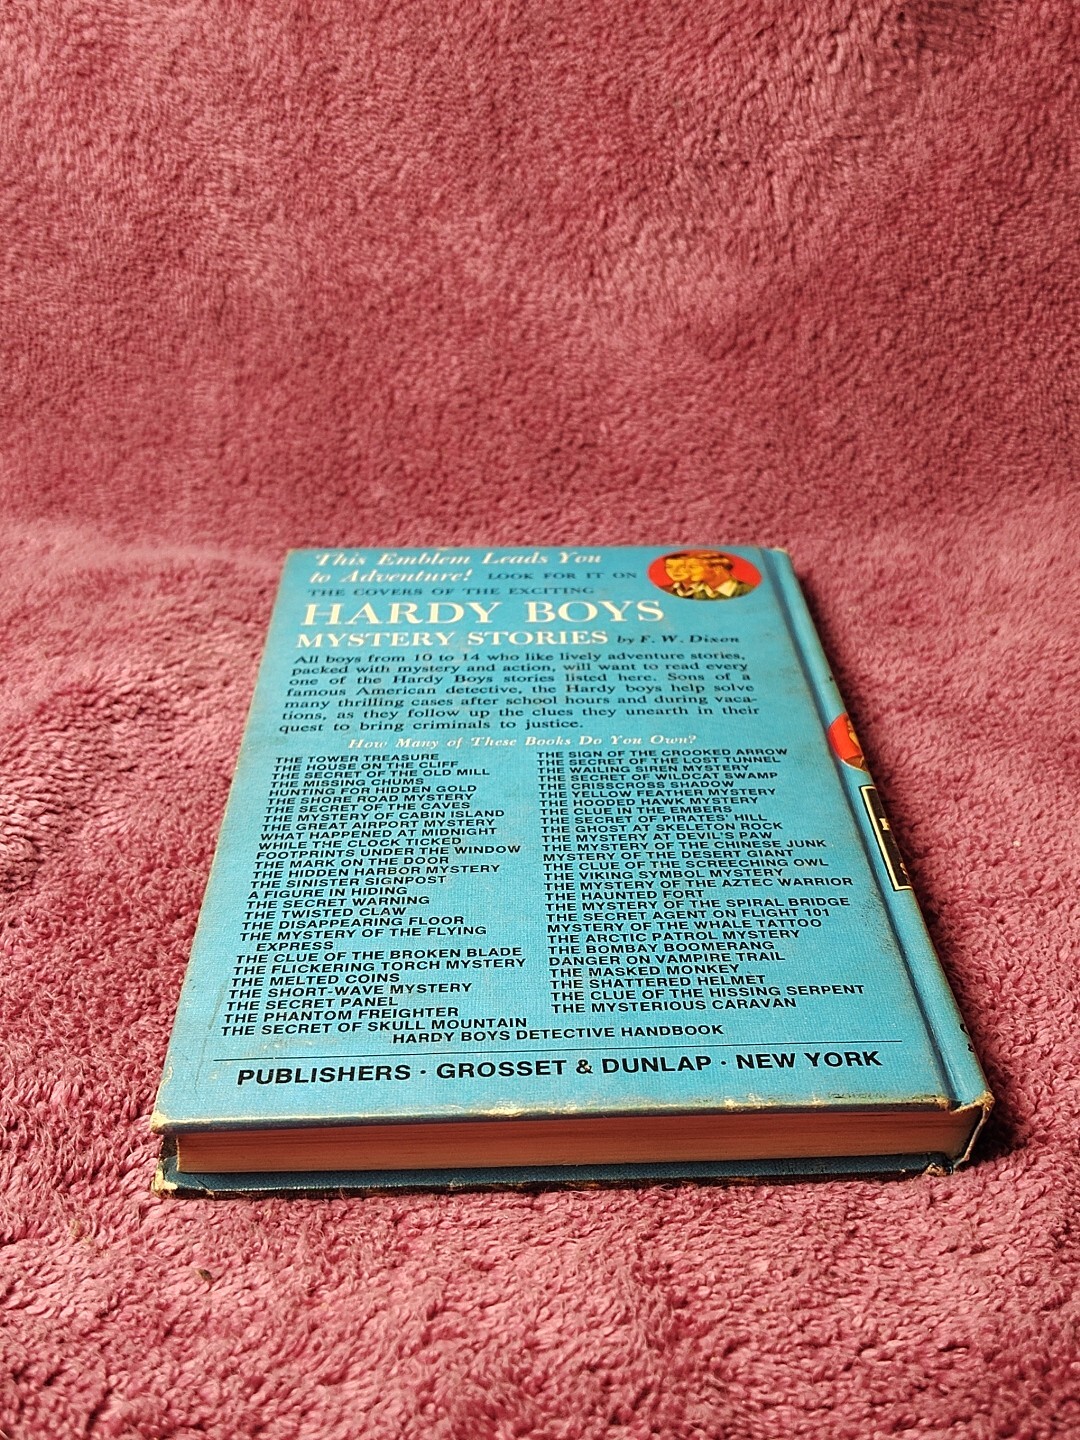 This Emblem Leads You
to Adventure! LOOK FOR IT ON
THE COVERS OF THE EXCITING
HARDY BOYS
MYSTERY STORIES by F. W. Dixon
All boys from 10 to 14 who like lively adventure stories,
packed with mystery and action, will want to read every
one of the Hardy Boys stories listed here. Sons of a
famous American detective, the Hardy boys help solve
many thrilling cases after school hours and during vaca-
tions, as they follow up the clues they unearth in their
quest to bring criminals to justice.
How Many of These Books Do You Own?
THE TOWER TREASURE
THE HOUSE ON THE CLIFF
THE SECRET OF THE OLD MILL
THE MISSING CHUMS
HUNTING FOR HIDDEN GOLD
THE SHORE ROAD MYSTERY
THE SECRET OF THE CAVES
THE MYSTERY OF CABIN ISLAND
THE GREAT AIRPORT MYSTERY
WHAT HAPPENED AT MIDNIGHT
WHILE THE CLOCK TICKED
FOOTPRINTS UNDER THE WINDOW
THE MARK ON THE DOOR
THE HIDDEN HARBOR MYSTERY
THE SINISTER SIGNPOST
A FIGURE IN HIDING
THE SECRET WARNING
THE TWISTED CLAW
THE DISAPPEARING FLOOR
THE MYSTERY OF THE FLYING
EXPRESS
THE CLUE OF THE BROKEN BLADE
THE FLICKERING TORCH MYSTERY
THE MELTED COINS
THE SHORT-WAVE MYSTERY
THE SECRET PANEL
THE PHANTOM FREIGHTER
THE SECRET OF SKULL MOUNTAIN
THE SIGN OF THE CROOKED ARROW
THE SECRET OF THE LOST TUNNEL
THE WAILING SIREN MYSTERY
THE SECRET OF WILDCAT SWAMP
THE CRISSCROSS SHADOW
THE YELLOW FEATHER MYSTERY
THE HOODED HAWK MYSTERY
THE CLUE IN THE EMBERS
THE SECRET OF PIRATES' HILL
THE GHOST AT SKELETON ROCK
THE MYSTERY AT DEVIL'S PAW
THE MYSTERY OF THE CHINESE JUNK
MYSTERY OF THE DESERT GIANT
THE CLUE OF THE SCREECHING OWL
THE VIKING SYMBOL MYSTERY
THE MYSTERY OF THE AZTEC WARRIOR
THE HAUNTED FORT
THE MYSTERY OF THE SPIRAL BRIDGE
THE SECRET AGENT ON FLIGHT 101
MYSTERY OF THE WHALE TATTOO
THE ARCTIC PATROL MYSTERY
THE BOMBAY BOOMERANG
DANGER ON VAMPIRE TRAIL
THE MASKED MONKEY
THE SHATTERED HELMET
THE CLUE OF THE HISSING SERPENT
THE MYSTERIOUS CARAVAN
HARDY BOYS DETECTIVE HANDBOOK
PUBLISHERS · GROSSET & DUNLAP · NEW YORK